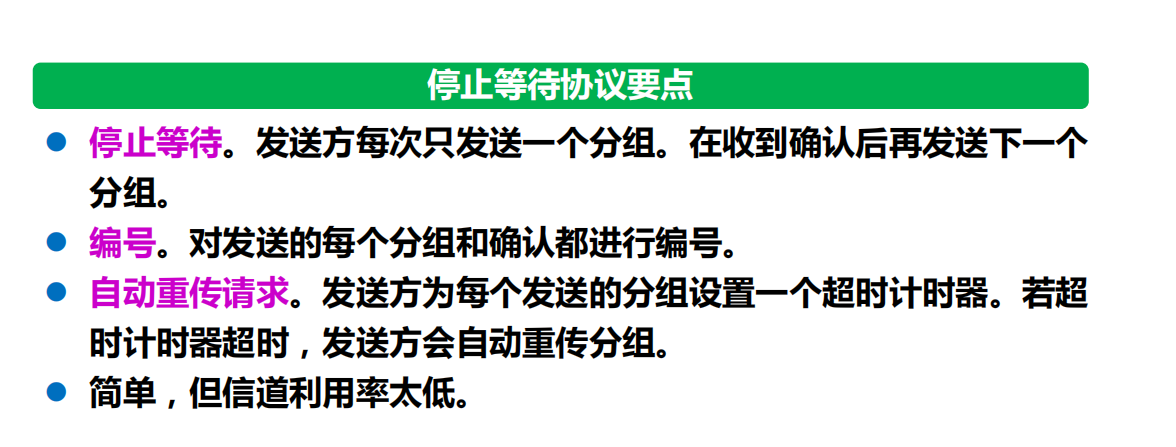 停止等待协议要点
停止等待。发送方每次只发送一个分组。在收到确认后再发送下一个
分组。
编号。对发送的每个分组和确认都进行编号。
自动重传请求。发送方为每个发送的分组设置一个超时计时器。若超
时计时器超时，发送方会自动重传分组。
简单，但信道利用率太低。